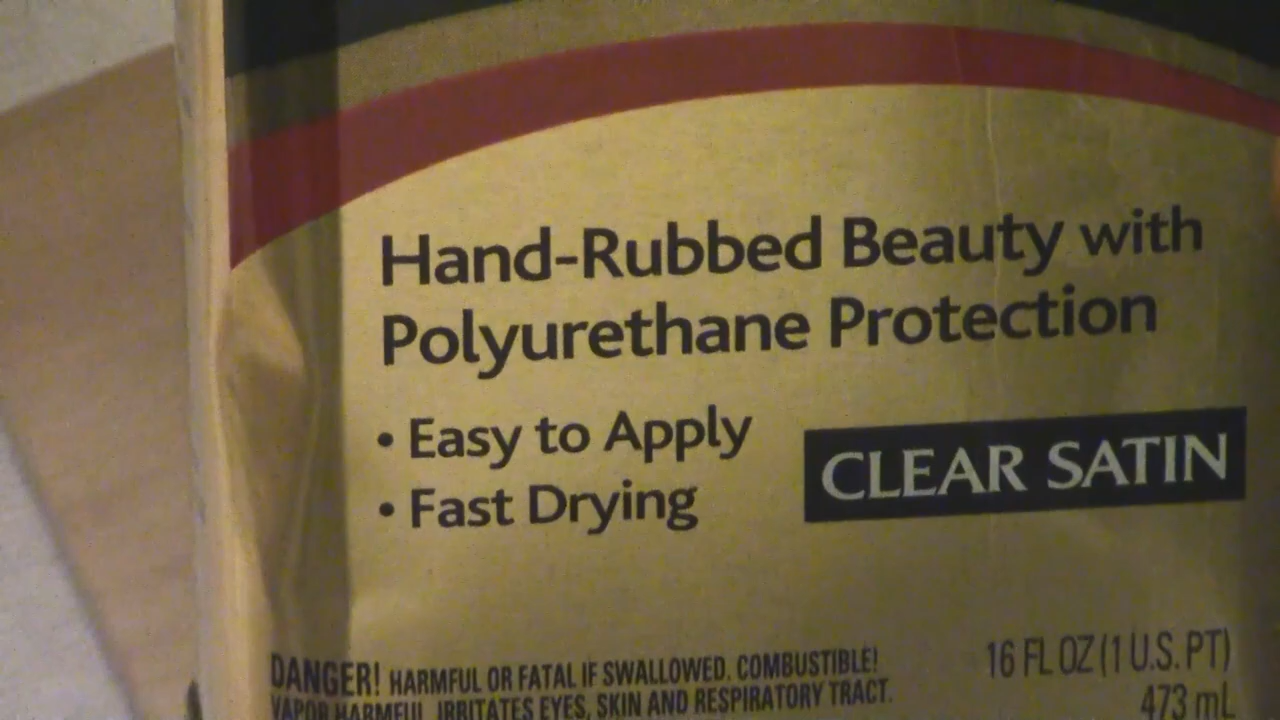 Hand-Rubbed Beauty with
Polyurethane Protection
• Easy to Apply
• Fast Drying
CLEAR SATIN
DANGER! HARMFUL OR FATAL IF SWALLOWED. COMBUSTIBLE!
VAPOR HARMFUL. IRRITATES EYES, SKIN AND RESPIRATORY TRACT.
16 FL OZ (1 U.S. PT)
473 mL